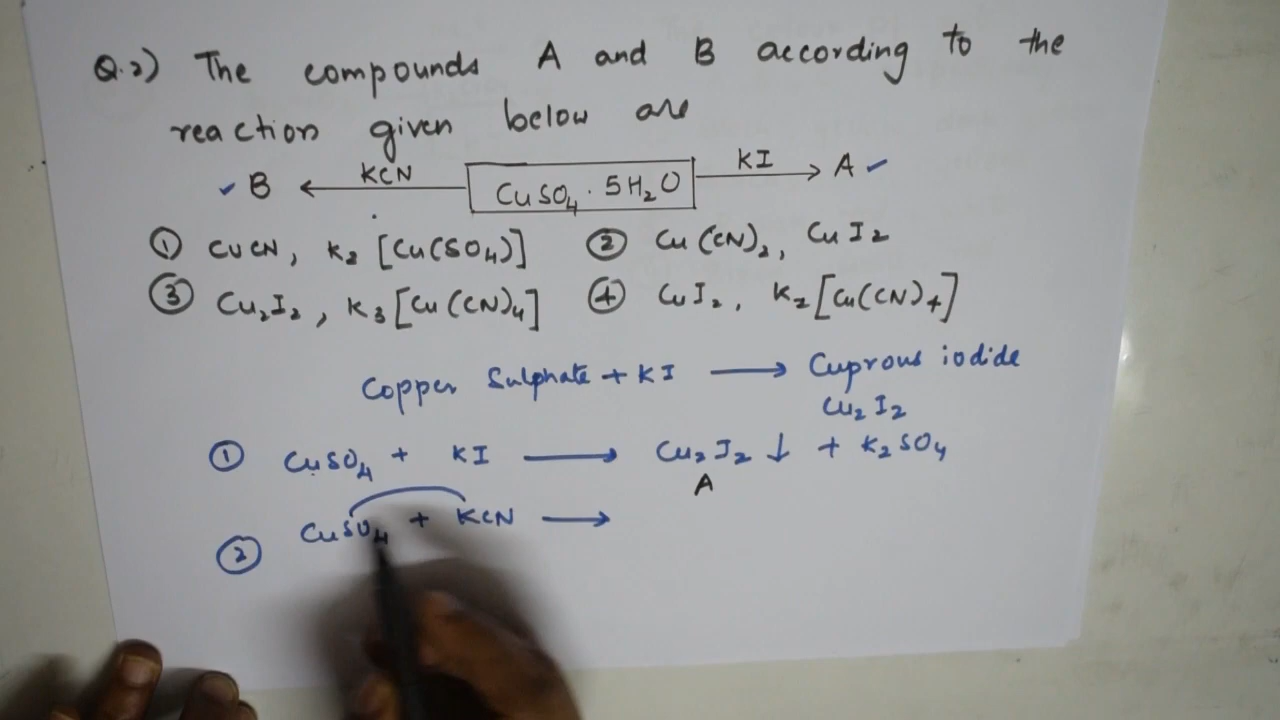 Q.2) The compounds A and B according to the
reaction given below are
✓ B ← KCN CuSO₄ . 5H₂O KI → A ✓
① CuCN, K₂ [Cu(SO₄)] ② Cu(CN)₂, CuI₂
③ Cu₂I₂, K₃[Cu(CN)₄] ④ CuI₂, K₂[Cu(CN)₄]
Copper Sulphate + KI → Cuprous iodide
Cu₂I₂
① CuSO₄ + KI → Cu₂I₂ ↓ + K₂SO₄
A
② CuSO₄ + KCN →